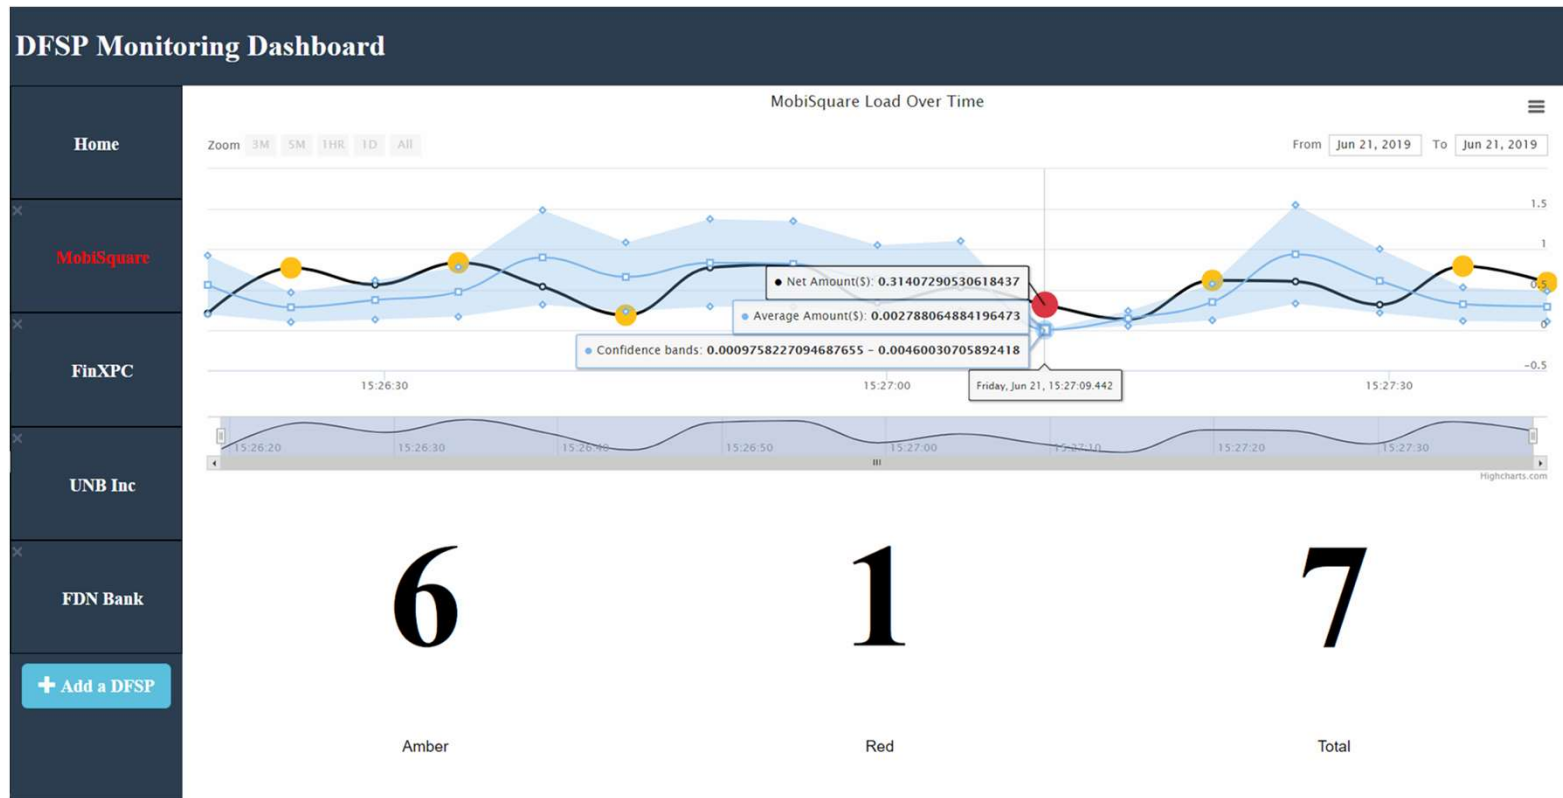 DFSP Monitoring Dashboard
Home
MobiSquare
FinXPC
UNB Inc
FDN Bank
Add a DFSP
MobiSquare Load Over Time
Zoom 3M 5M 1HR 1D All
From Jun 21, 2019 To Jun 21, 2019
1.5
1
0.5
0
-0.5
Net Amount($): 0.31407290530618437
Average Amount($): 0.002788064884196473
Confidence bands: 0.0009758227094687655 - 0.00460030705892418
Friday, Jun 21, 15:27:09.442
15:26:30
15:27:00
15:27:30
15:26:20
15:26:30
15:26:40
15:26:50
15:27:00
15:27:10
15:27:20
15:27:30
Highcharts.com
6
1
7
Amber
Red
Total